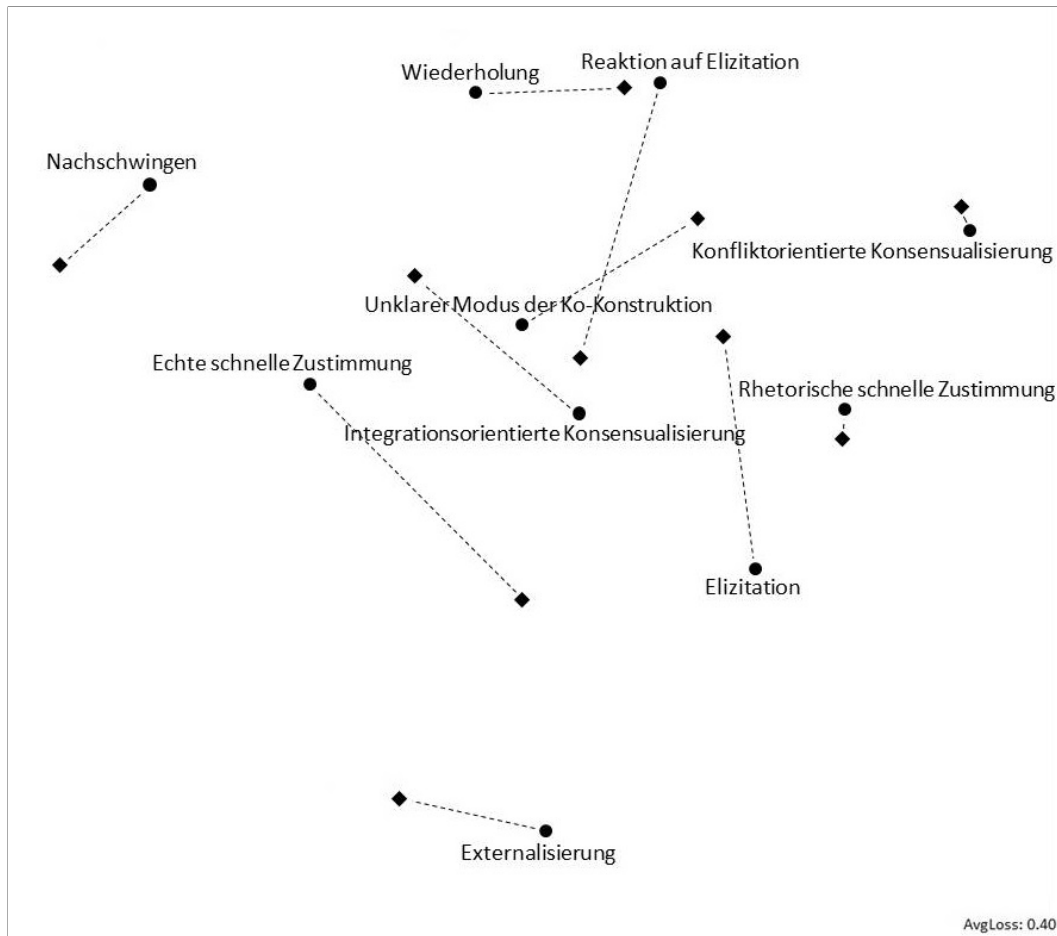 Reaktion auf Elizitation
Wiederholung
Nachschwingen
Konfliktorientierte Konsensualisierung
Unklarer Modus der Ko-Konstruktion
Echte schnelle Zustimmung
Rhetorische schnelle Zustimmung
Integrationsorientierte Konsensualisierung
Elizitation
Externalisierung
AvgLoss: 0.40